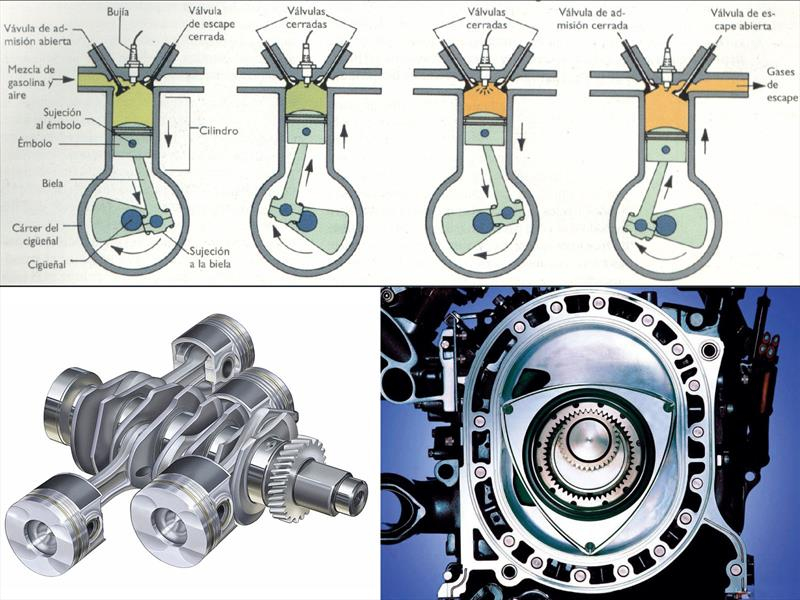 Vávula de ad-
misión abierta
Bujía
Válvula
de escape
cerrada
Válvulas
cerradas
Válvulas
cerradas
Válvula de ad-
misión cerrada
Válvula de es-
cape abierta
Mezcla de
gasolina y
aire
Gases
de
escape
Sujeción
al émbolo
Cilindro
Émbolo
Biela
Cárter del
cigüeñal
Cigüeñal
Sujeción
a la biela